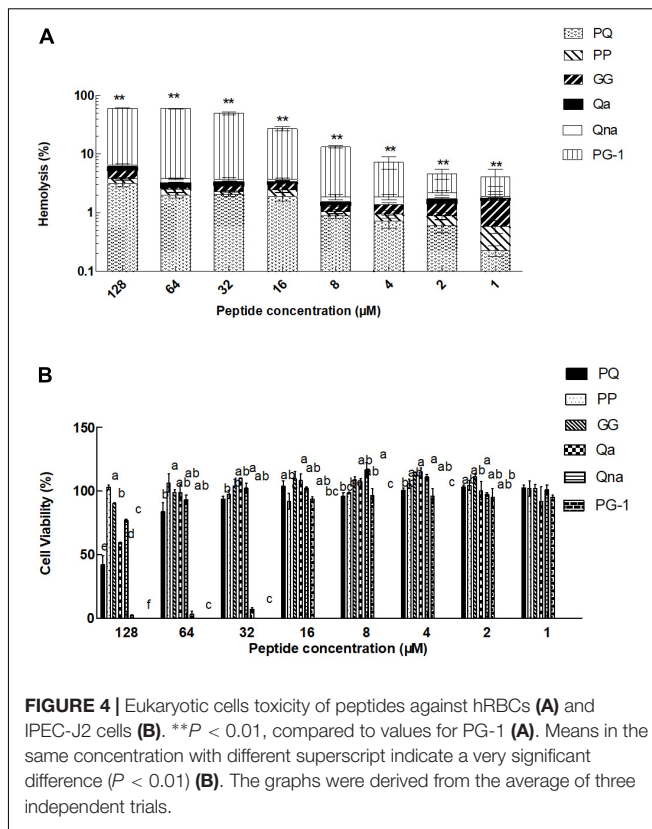 A
PQ
PP
GG
Qa
Qna
PG-1
Hemolysis (%)
100
10
1
0.1
** ** ** ** ** ** ** **
128 64 32 16 8 4 2 1
Peptide concentration (µM)
B
PQ
PP
GG
Qa
Qna
PG-1
Cell Viability (%)
150
100
50
0
128 64 32 16 8 4 2 1
Peptide concentration (µM)
FIGURE 4 | Eukaryotic cells toxicity of peptides against hRBCs (A) and
IPEC-J2 cells (B). **P < 0.01, compared to values for PG-1 (A). Means in the
same concentration with different superscript indicate a very significant
difference (P < 0.01) (B). The graphs were derived from the average of three
independent trials.